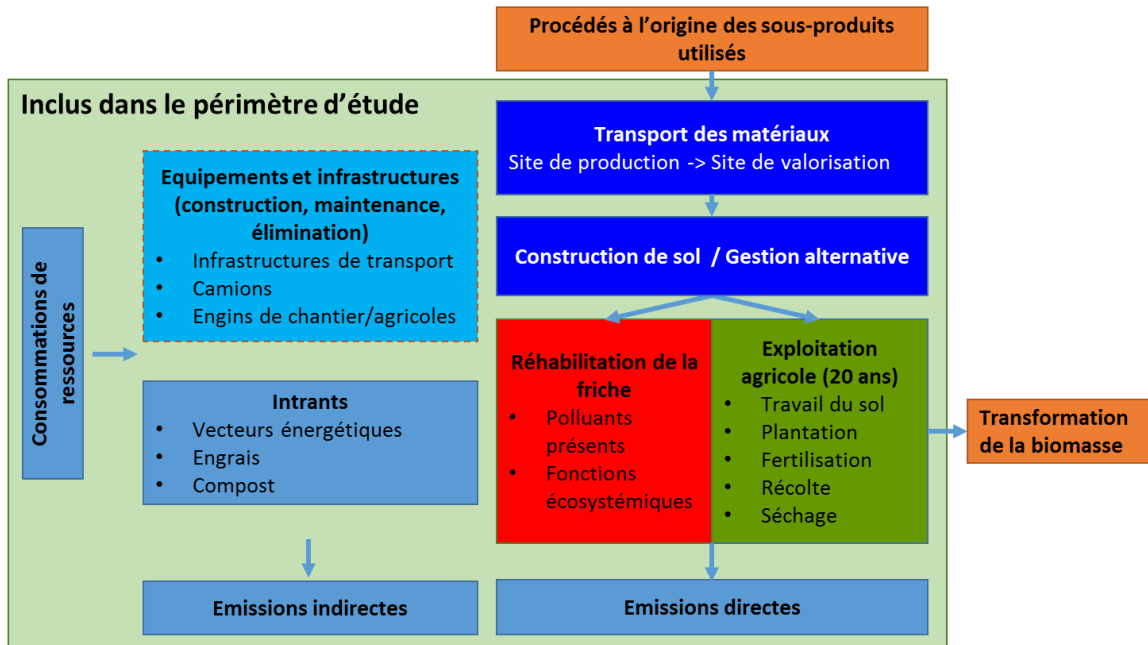 Procédés à l'origine des sous-produits
utilisés
Inclus dans le périmètre d'étude
Transport des matériaux
Site de production -> Site de valorisation
Equipements et infrastructures
(construction, maintenance,
élimination)
• Infrastructures de transport
• Camions
• Engins de chantier/agricoles
Construction de sol / Gestion alternative
Consommations de
ressources
Réhabilitation de la
friche
• Polluants
présents
• Fonctions
écosystémiques
Exploitation
agricole (20 ans)
• Travail du sol
• Plantation
• Fertilisation
• Récolte
• Séchage
Transformation
de la biomasse
Intrants
• Vecteurs énergétiques
• Engrais
• Compost
Emissions indirectes
Emissions directes